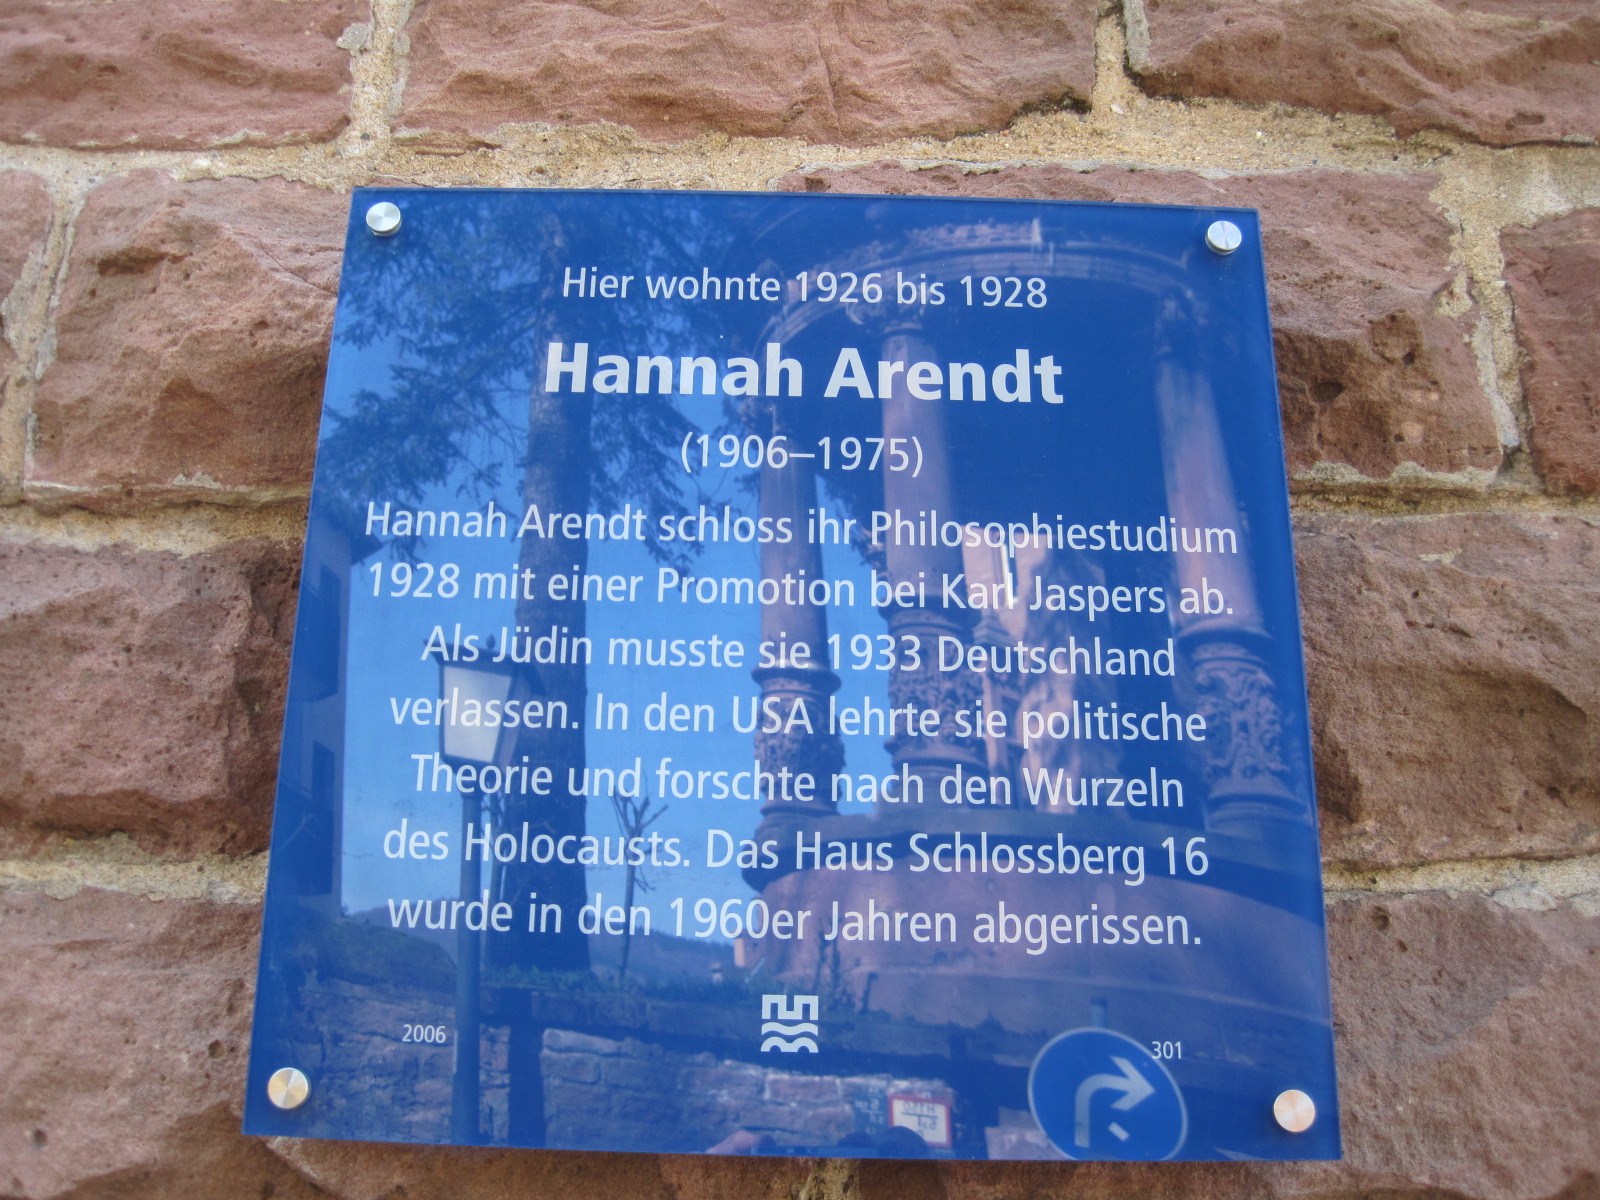 Hier wohnte 1926 bis 1928
Hannah Arendt
(1906–1975)
Hannah Arendt schloss ihr Philosophiestudium
1928 mit einer Promotion bei Karl Jaspers ab.
Als Jüdin musste sie 1933 Deutschland
verlassen. In den USA lehrte sie politische
Theorie und forschte nach den Wurzeln
des Holocausts. Das Haus Schlossberg 16
wurde in den 1960er Jahren abgerissen.
2006
301